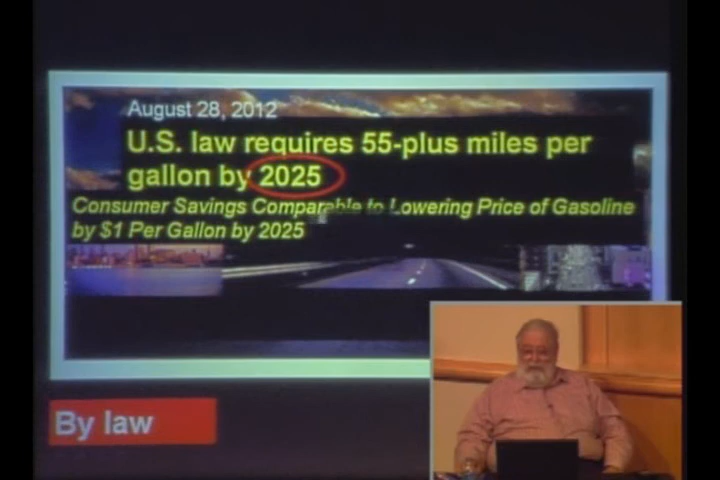 August 28, 2012
U.S. law requires 55-plus miles per
gallon by 2025
Consumer Savings Comparable to Lowering Price of Gasoline
by $1 Per Gallon by 2025
By law